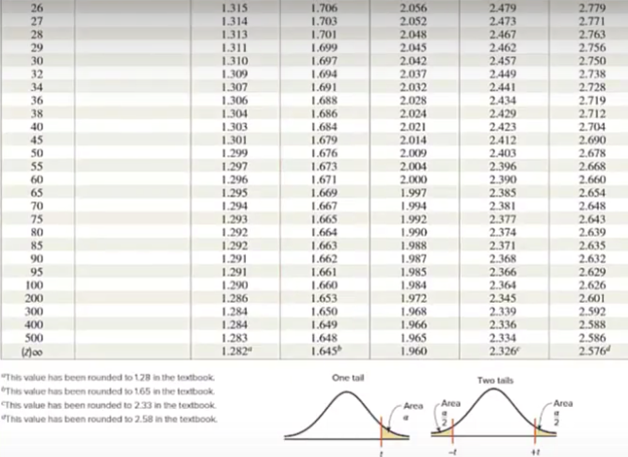 26 1.315 1.706 2.056 2.479 2.779
27 1.314 1.703 2.052 2.473 2.771
28 1.313 1.701 2.048 2.467 2.763
29 1.311 1.699 2.045 2.462 2.756
30 1.310 1.697 2.042 2.457 2.750
32 1.309 1.694 2.037 2.449 2.738
34 1.307 1.691 2.032 2.441 2.728
36 1.306 1.688 2.028 2.434 2.719
38 1.304 1.686 2.024 2.429 2.712
40 1.303 1.684 2.021 2.423 2.704
45 1.301 1.679 2.014 2.412 2.690
50 1.299 1.676 2.009 2.403 2.678
55 1.297 1.673 2.004 2.396 2.668
60 1.296 1.671 2.000 2.390 2.660
65 1.295 1.669 1.997 2.385 2.654
70 1.294 1.667 1.994 2.381 2.648
75 1.293 1.665 1.992 2.377 2.643
80 1.292 1.664 1.990 2.374 2.639
85 1.292 1.663 1.988 2.371 2.635
90 1.291 1.662 1.987 2.368 2.632
95 1.291 1.661 1.985 2.366 2.629
100 1.290 1.660 1.984 2.364 2.626
200 1.286 1.653 1.972 2.345 2.601
300 1.284 1.650 1.968 2.339 2.592
400 1.284 1.649 1.966 2.336 2.588
500 1.283 1.648 1.965 2.334 2.586
(z)∞ 1.282ᵃ 1.645ᵇ 1.960 2.326ᶜ 2.576ᵈ
ᵃThis value has been rounded to 1.28 in the textbook.
ᵇThis value has been rounded to 1.65 in the textbook.
ᶜThis value has been rounded to 2.33 in the textbook.
ᵈThis value has been rounded to 2.58 in the textbook.
One tail
Area
α
t
Two tails
Area
α
2
Area
α
2
-t
+t